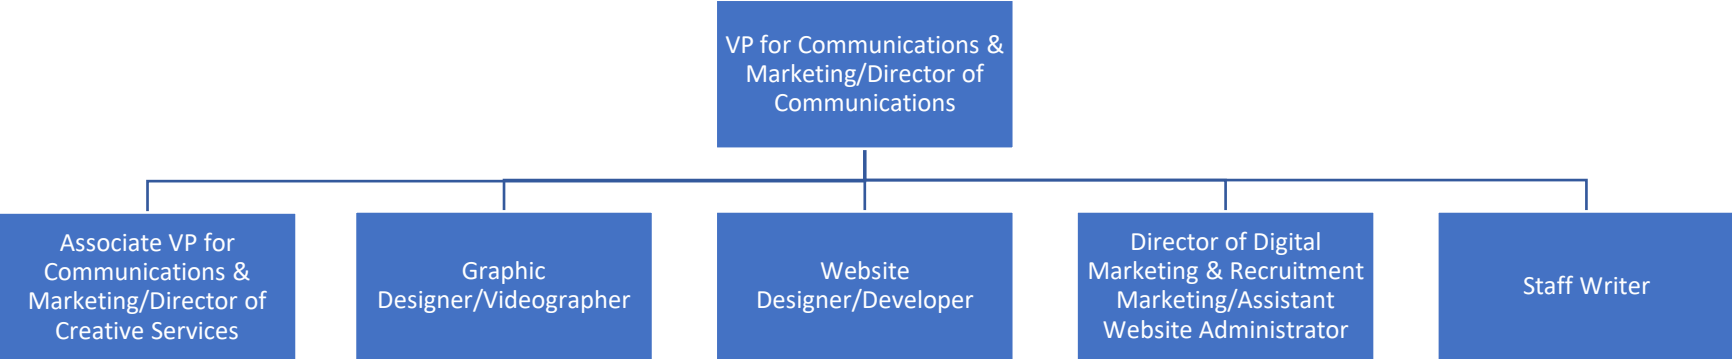 VP for Communications &
Marketing/Director of
Communications
Associate VP for
Communications &
Marketing/Director of
Creative Services
Graphic
Designer/Videographer
Website
Designer/Developer
Director of Digital
Marketing & Recruitment
Marketing/Assistant
Website Administrator
Staff Writer